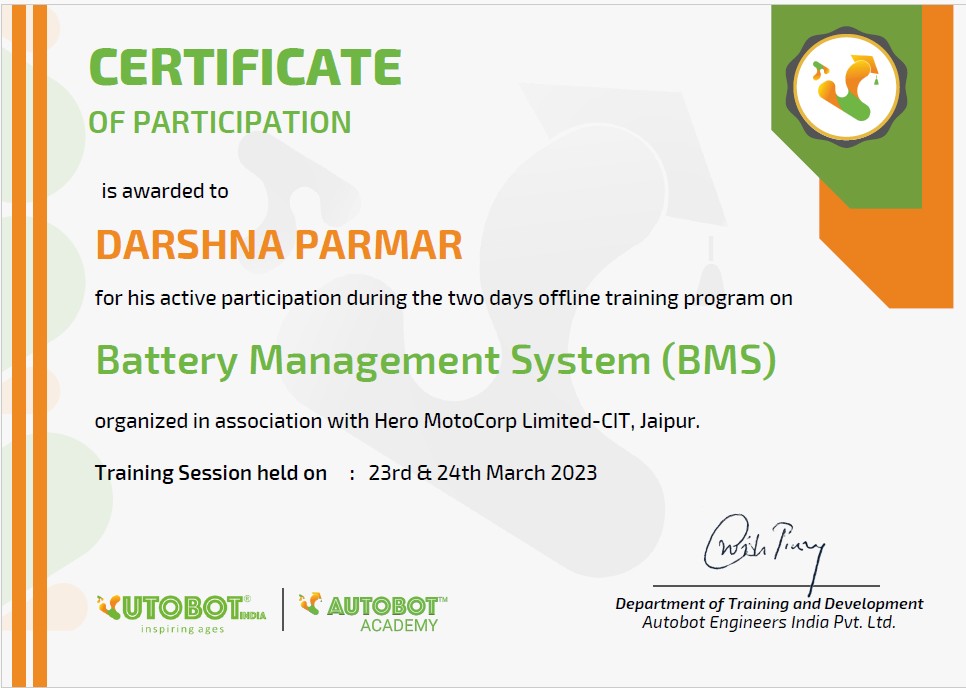 CERTIFICATE
OF PARTICIPATION
is awarded to
DARSHNA PARMAR
for his active participation during the two days offline training program on
Battery Management System (BMS)
organized in association with Hero MotoCorp Limited-CIT, Jaipur.
Training Session held on : 23rd & 24th March 2023
AUTOBOT® INDIA
inspiring ages
AUTOBOT™
ACADEMY
Department of Training and Development
Autobot Engineers India Pvt. Ltd.